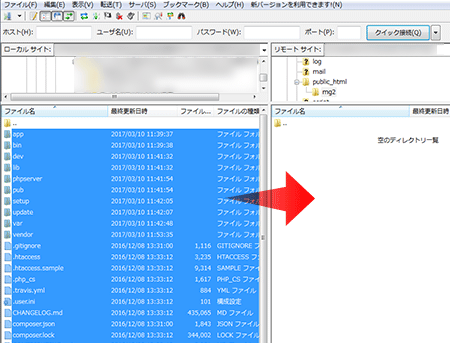 ファイル(F) 編集(E) 表示(V) 転送(T) サーバ(S) ブックマーク(B) ヘルプ(H) 新バージョンを利用できます!(N)
ホスト(H): ユーザ名(U): パスワード(W): ポート(P): クイック接続(Q)
ローカル サイト:
リモート サイト:
log
mail
public_html
mg2
ファイル名 最終更新日時 ファイル... ファイルの種類
..
app 2017/03/10 11:39:37 ファイル フォル
bin 2017/03/10 11:39:38 ファイル フォル
dev 2017/03/10 11:41:32 ファイル フォル
lib 2017/03/10 11:41:32 ファイル フォル
phpserver 2017/03/10 11:41:54 ファイル フォル
pub 2017/03/10 11:41:54 ファイル フォル
setup 2017/03/10 11:42:05 ファイル フォル
update 2017/03/10 11:42:07 ファイル フォル
var 2017/03/10 11:42:48 ファイル フォル
vendor 2017/03/10 11:53:35 ファイル フォル
.gitignore 2016/12/08 13:31:00 1,116 GITIGNORE
.htaccess 2016/12/08 13:33:12 3,235 HTACCESS フ
.htaccess.sample 2016/12/08 13:33:12 9,314 SAMPLE ファ
.php_cs 2016/12/08 13:33:12 1,617 PHP_CS ファ
.travis.yml 2016/12/08 13:33:12 884 YML ファイル
.user.ini 2016/12/08 13:33:12 101 構成設定
CHANGELOG.md 2016/12/08 13:33:12 435,065 MD ファイル
composer.json 2016/12/08 13:31:00 1,843 JSON ファイル
composer.lock 2016/12/08 13:33:12 344,002 LOCK ファイル
ファイル名 最終更新日時
..
空のディレクトリ一覧